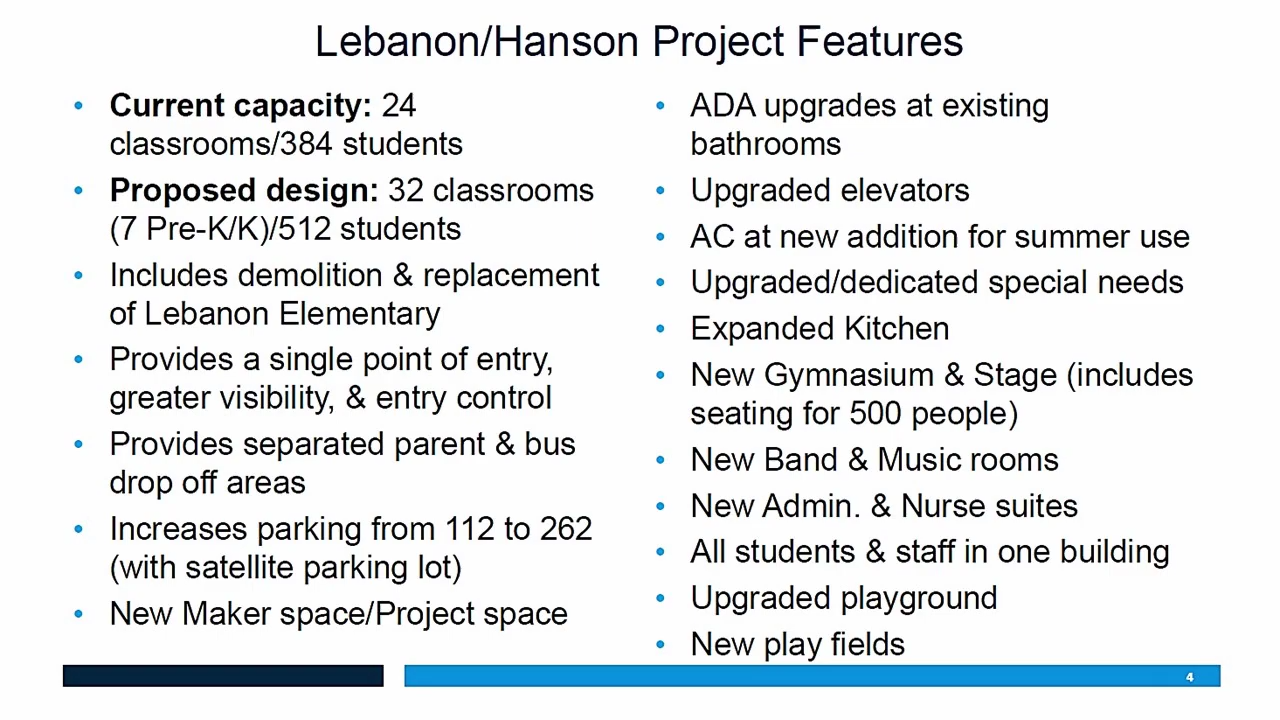 Lebanon/Hanson Project Features
• Current capacity: 24
classrooms/384 students
• Proposed design: 32 classrooms
(7 Pre-K/K)/512 students
• Includes demolition & replacement
of Lebanon Elementary
• Provides a single point of entry,
greater visibility, & entry control
• Provides separated parent & bus
drop off areas
• Increases parking from 112 to 262
(with satellite parking lot)
• New Maker space/Project space
• ADA upgrades at existing
bathrooms
• Upgraded elevators
• AC at new addition for summer use
• Upgraded/dedicated special needs
• Expanded Kitchen
• New Gymnasium & Stage (includes
seating for 500 people)
• New Band & Music rooms
• New Admin. & Nurse suites
• All students & staff in one building
• Upgraded playground
• New play fields
4